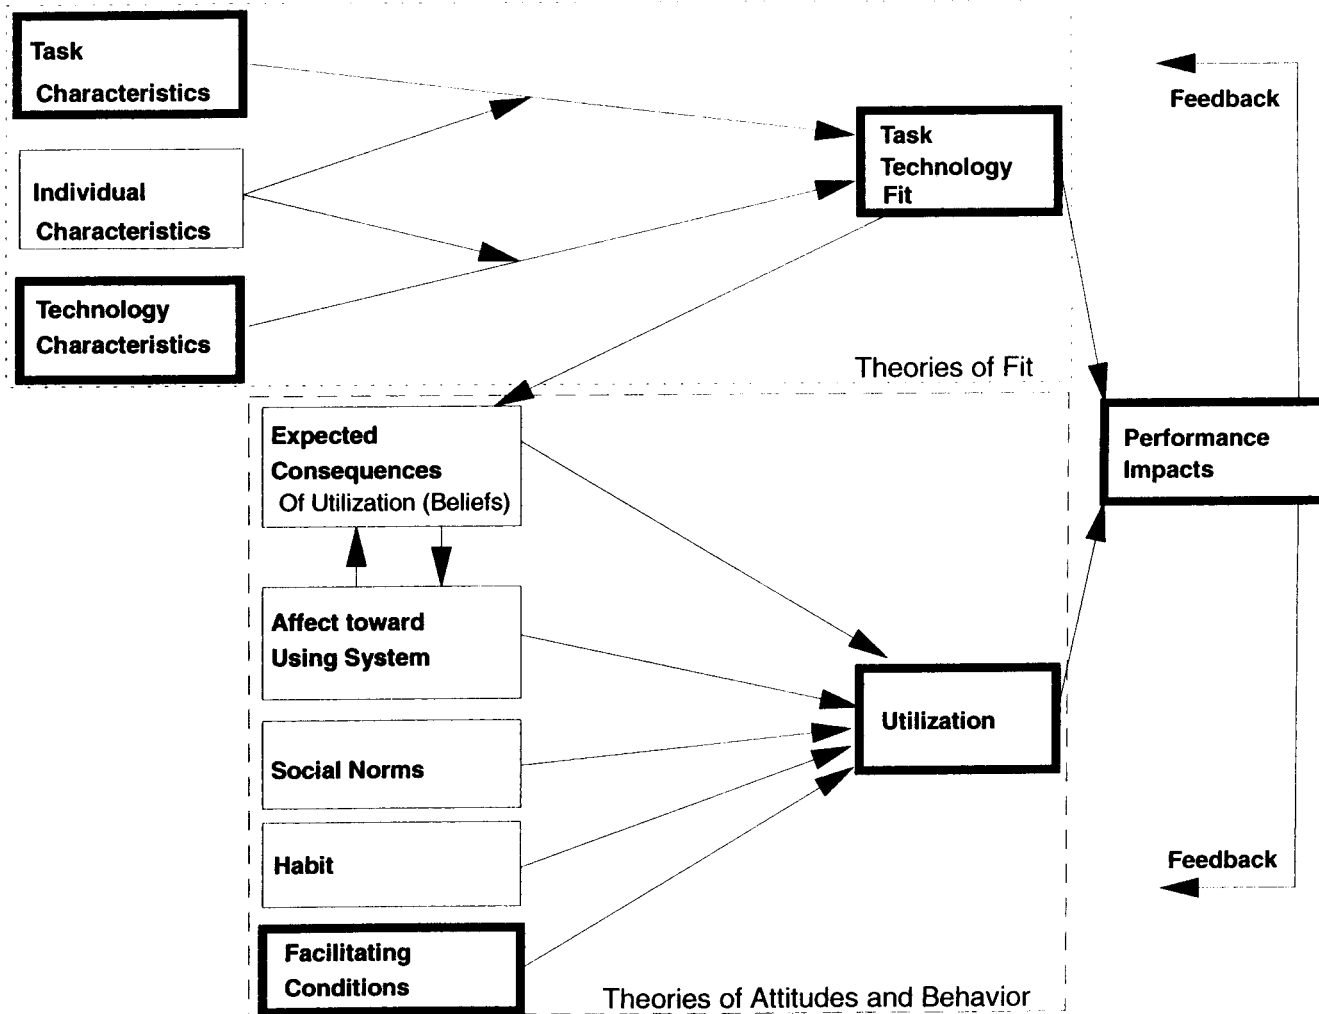 Task
Characteristics
Feedback
Task
Technology
Fit
Individual
Characteristics
Technology
Characteristics
Theories of Fit
Expected
Consequences
Of Utilization (Beliefs)
Performance
Impacts
Affect toward
Using System
Utilization
Social Norms
Habit
Feedback
Facilitating
Conditions
Theories of Attitudes and Behavior